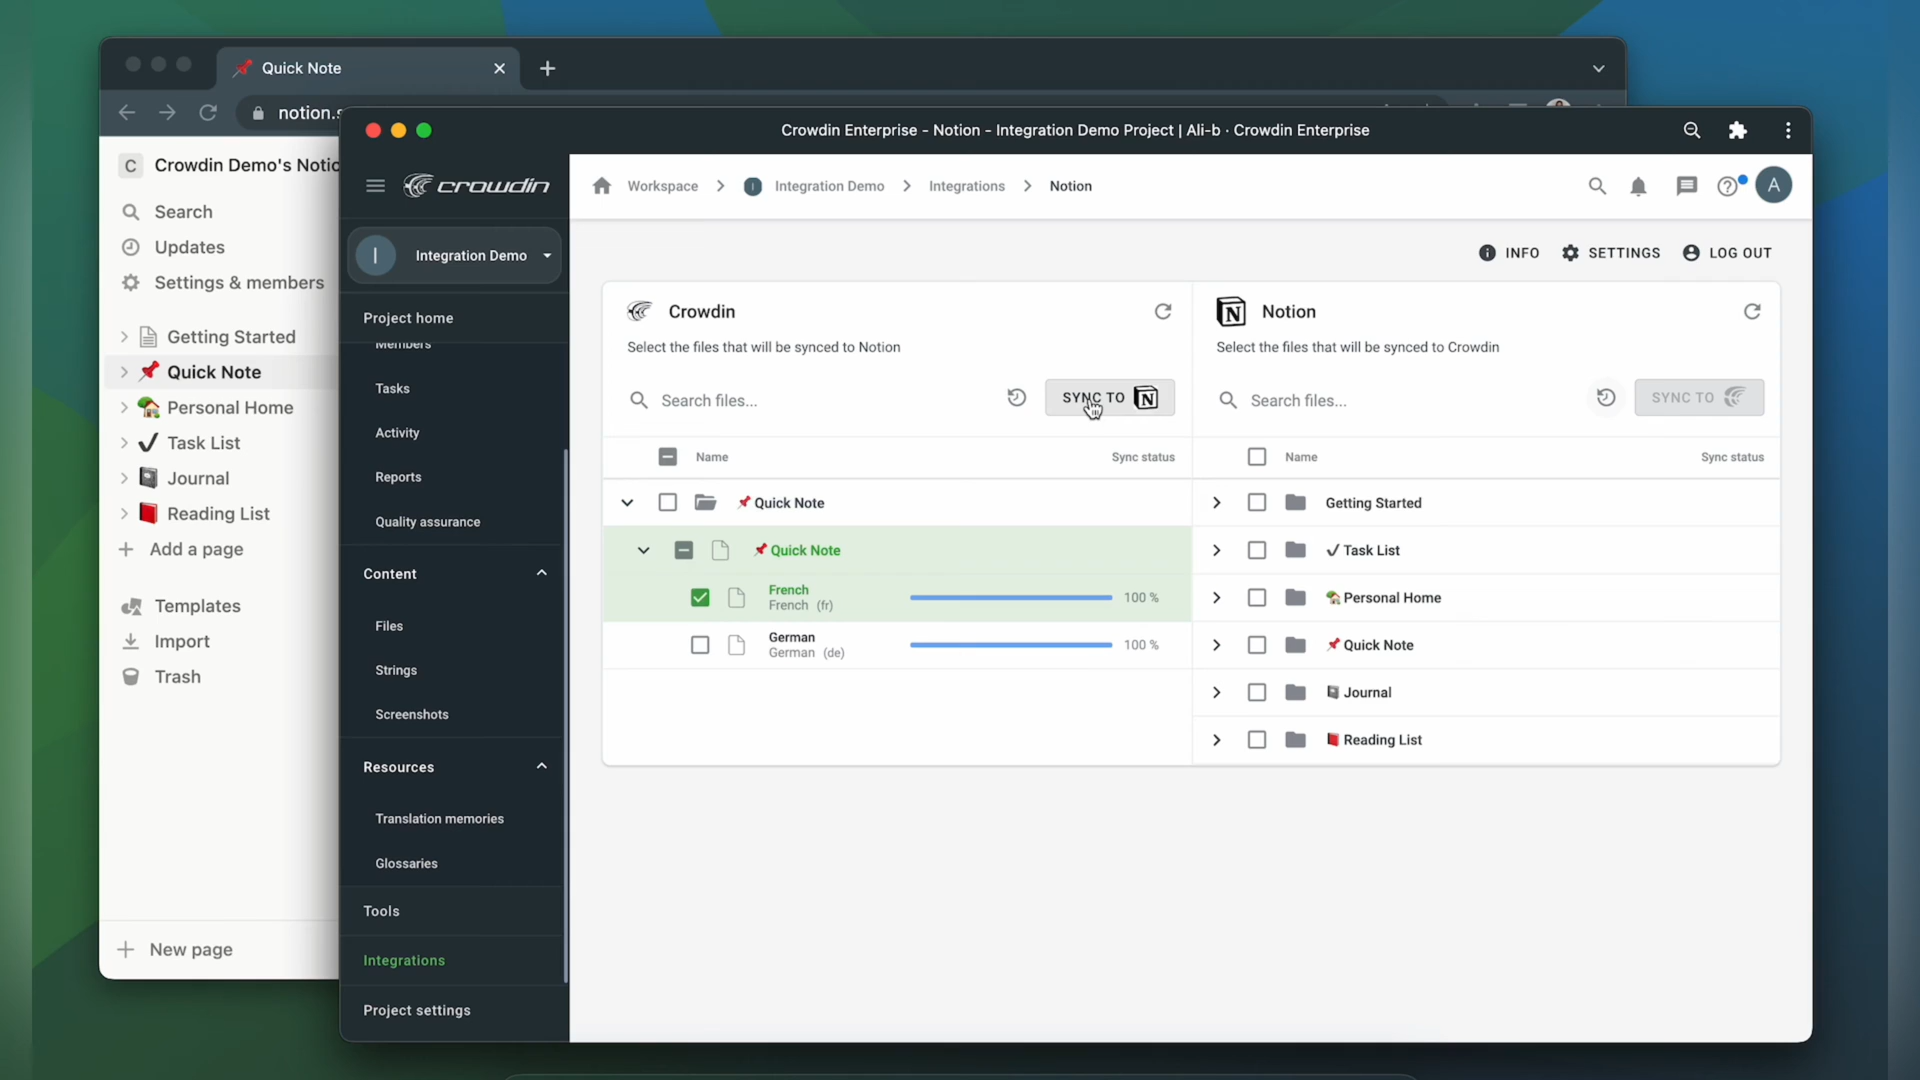 Quick Note
notion.s
C Crowdin Demo's Notio
Search
Updates
Settings & members
Getting Started
Quick Note
Personal Home
Task List
Journal
Reading List
Add a page
Templates
Import
Trash
New page
Crowdin Enterprise - Notion - Integration Demo Project | Ali-b · Crowdin Enterprise
crowdin
I Integration Demo
Project home
Members
Tasks
Activity
Reports
Quality assurance
Content
Files
Strings
Screenshots
Resources
Translation memories
Glossaries
Tools
Integrations
Project settings
Workspace > I Integration Demo > Integrations > Notion
A
INFO SETTINGS LOG OUT
Crowdin
Select the files that will be synced to Notion
Search files...
SYNC TO
Name Sync status
Quick Note
Quick Note
French
French (fr) 100 %
German
German (de) 100 %
Notion
Select the files that will be synced to Crowdin
Search files...
SYNC TO
Name Sync status
Getting Started
Task List
Personal Home
Quick Note
Journal
Reading List